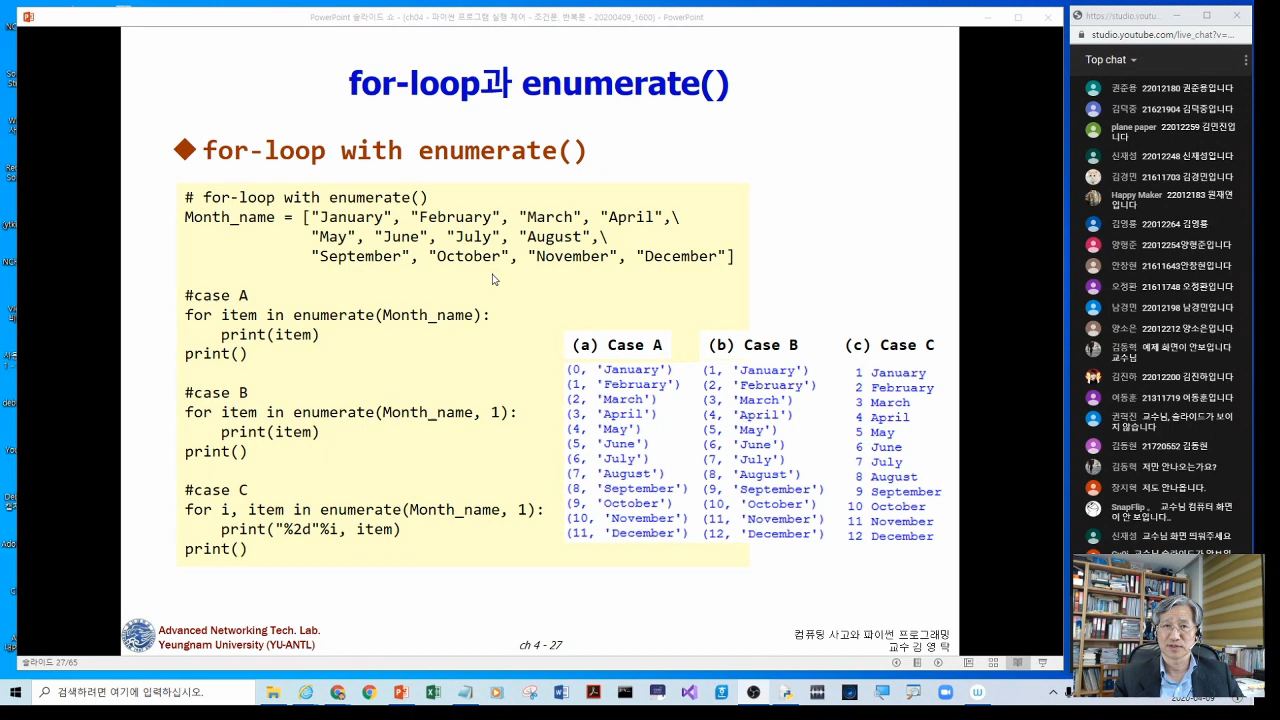 PowerPoint 슬라이드 쇼 - [ch04 - 파이썬 프로그램 실행 제어 - 조건문, 반복문 - 20200409_1600] - PowerPoint
for-loop과 enumerate()
for-loop with enumerate()
# for-loop with enumerate()
Month_name = ["January", "February", "March", "April",\
"May", "June", "July", "August",\
"September", "October", "November", "December"]
#case A
for item in enumerate(Month_name):
print(item)
print()
#case B
for item in enumerate(Month_name, 1):
print(item)
print()
#case C
for i, item in enumerate(Month_name, 1):
print("%2d"%i, item)
print()
(a) Case A
(0, 'January')
(1, 'February')
(2, 'March')
(3, 'April')
(4, 'May')
(5, 'June')
(6, 'July')
(7, 'August')
(8, 'September')
(9, 'October')
(10, 'November')
(11, 'December')
(b) Case B
(1, 'January')
(2, 'February')
(3, 'March')
(4, 'April')
(5, 'May')
(6, 'June')
(7, 'July')
(8, 'August')
(9, 'September')
(10, 'October')
(11, 'November')
(12, 'December')
(c) Case C
1 January
2 February
3 March
4 April
5 May
6 June
7 July
8 August
9 September
10 October
11 November
12 December
Advanced Networking Tech. Lab.
Yeungnam University (YU-ANTL)
ch 4 - 27
컴퓨팅 사고와 파이썬 프로그래밍
교수 김 영 탁
슬라이드 27/65
검색하려면 여기에 입력하십시오.
https://studio.youtu...
studio.youtube.com/live_chat?v=...
Top chat
권준용 22012180 권준용입니다
김덕중 21621904 김덕중입니다
plane paper 22012259 김민진입
니다
신재성 22012248 신재성입니다
김경민 21611703 김경민입니다
Happy Maker 22012183 원재연
입니다
김영룡 22012264 김영룡
양형준 22012254양형준입니다
안창현 21611643안창현입니다
오정환 21611748 오정환입니다
남경민 22012198 남경민입니다
양소은 22012212 양소은입니다
김동혁 예제 화면이 안보입니다
교수님
김진하 22012200 김진하입니다
이동훈 21311719 이동훈입니다
권혁진 교수님, 슬라이드가 보이
지 않습니다
김동현 21720552 김동현
김동혁 저만 안나오는가요?
장지혁 저도 안나옵니다.
SnapFlip 。 교수님 컴퓨터 화면
이 안 보입니다...
신재성 교수님 화면 띄워주세요